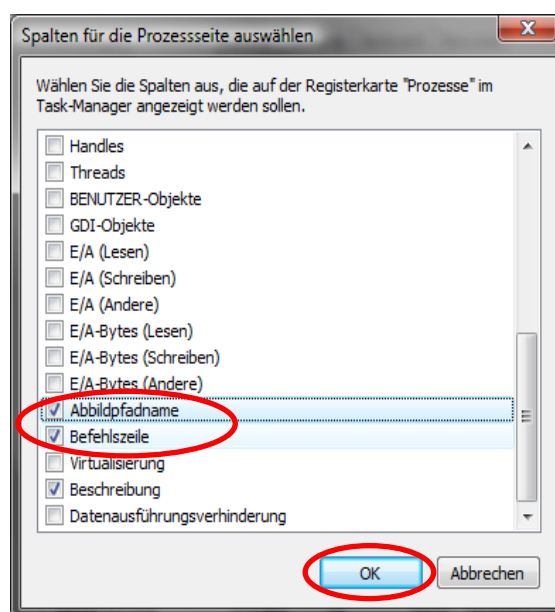 Spalten für die Prozessseite auswählen
Wählen Sie die Spalten aus, die auf der Registerkarte "Prozesse" im
Task-Manager angezeigt werden sollen.
Handles
Threads
BENUTZER-Objekte
GDI-Objekte
E/A (Lesen)
E/A (Schreiben)
E/A (Andere)
E/A-Bytes (Lesen)
E/A-Bytes (Schreiben)
E/A-Bytes (Andere)
Abbildpfadname
Befehlszeile
Virtualisierung
Beschreibung
Datenausführungsverhinderung
OK Abbrechen